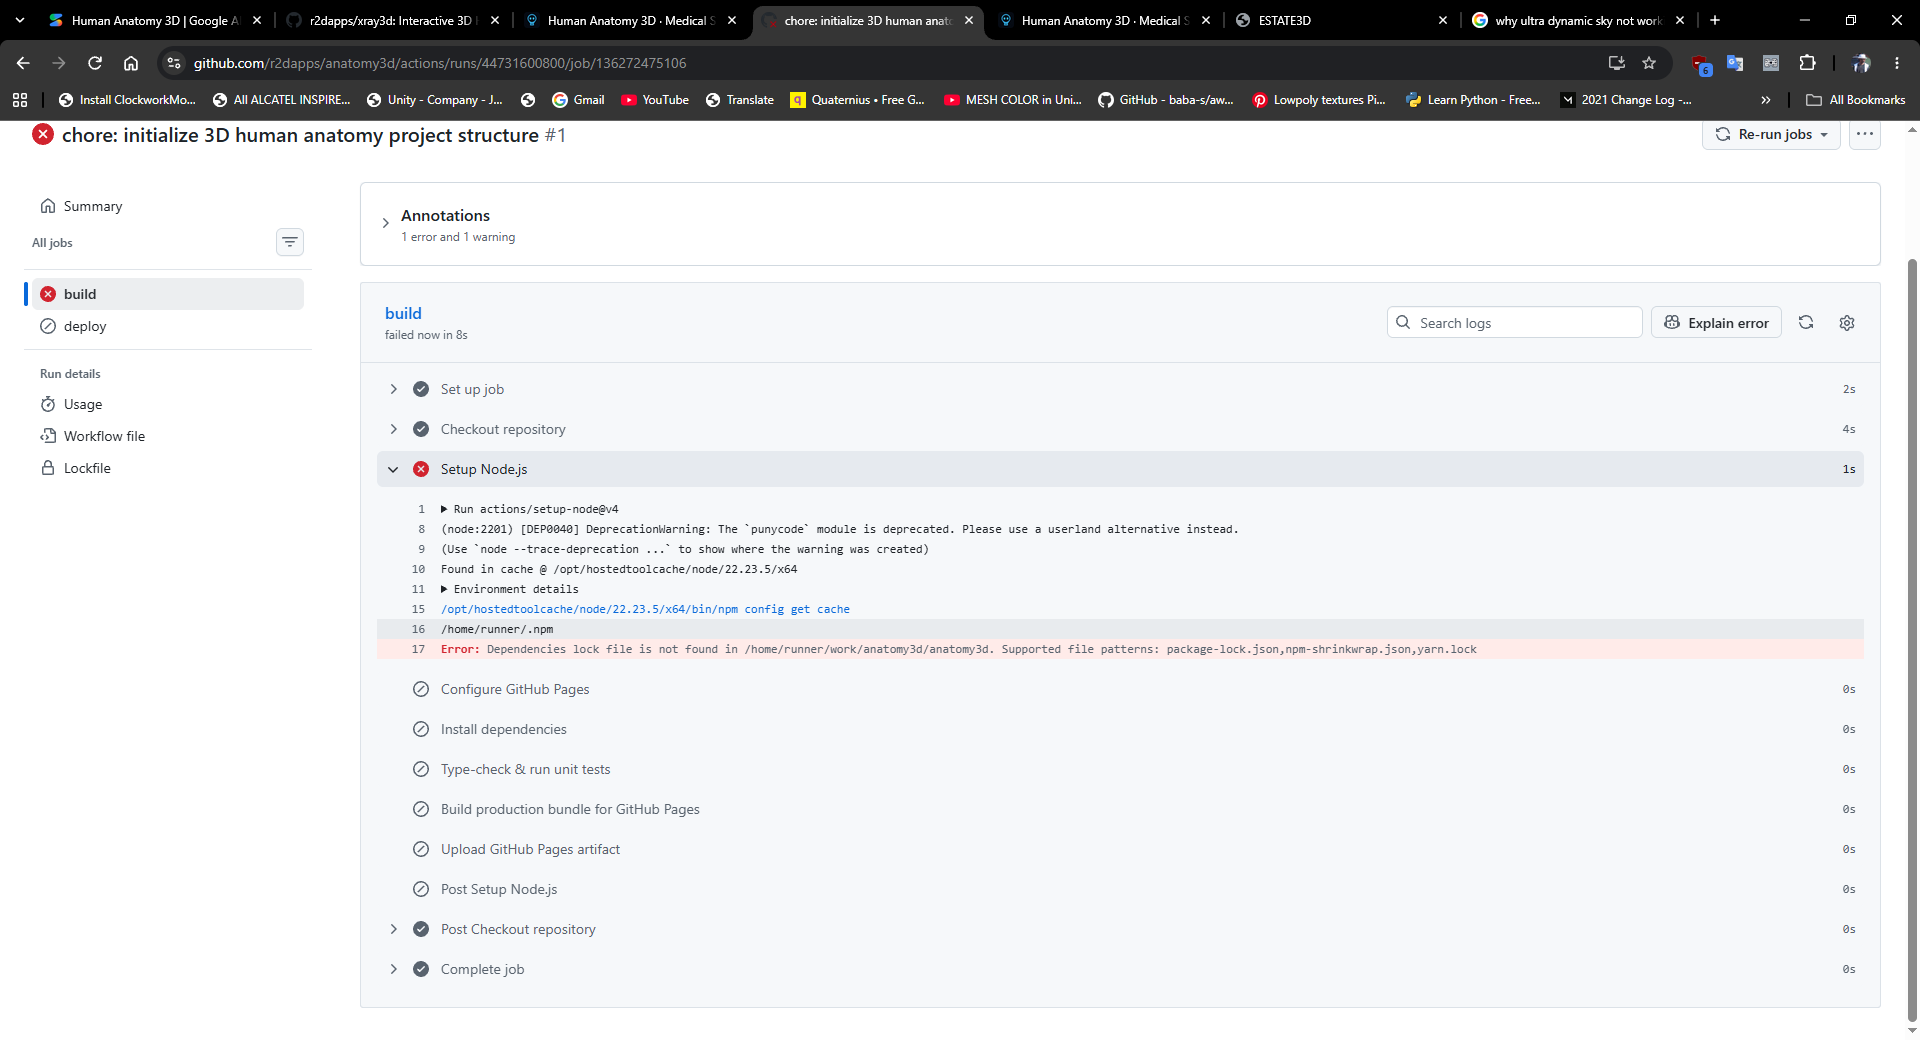 Human Anatomy 3D | Google A
r2dapps/xray3d: Interactive 3D H
Human Anatomy 3D · Medical S
chore: initialize 3D human anato
Human Anatomy 3D · Medical S
ESTATE3D
why ultra dynamic sky not work
github.com/r2dapps/anatomy3d/actions/runs/44731600800/job/136272475106
6
Install ClockworkMo...
All ALCATEL INSPIRE...
Unity - Company - J...
Gmail
YouTube
Translate
Quaternius • Free G...
MESH COLOR in Uni...
GitHub - baba-s/aw...
Lowpoly textures Pi...
Learn Python - Free...
2021 Change Log -...
All Bookmarks
chore: initialize 3D human anatomy project structure #1
Re-run jobs
Summary
All jobs
build
deploy
Run details
Usage
Workflow file
Lockfile
Annotations
1 error and 1 warning
build
failed now in 8s
Search logs
Explain error
Set up job 2s
Checkout repository 4s
Setup Node.js 1s
1 Run actions/setup-node@v4
8 (node:2201) [DEP0040] DeprecationWarning: The `punycode` module is deprecated. Please use a userland alternative instead.
9 (Use `node --trace-deprecation ...` to show where the warning was created)
10 Found in cache @ /opt/hostedtoolcache/node/22.23.5/x64
11 Environment details
15 /opt/hostedtoolcache/node/22.23.5/x64/bin/npm config get cache
16 /home/runner/.npm
17 Error: Dependencies lock file is not found in /home/runner/work/anatomy3d/anatomy3d. Supported file patterns: package-lock.json,npm-shrinkwrap.json,yarn.lock
Configure GitHub Pages 0s
Install dependencies 0s
Type-check & run unit tests 0s
Build production bundle for GitHub Pages 0s
Upload GitHub Pages artifact 0s
Post Setup Node.js 0s
Post Checkout repository 0s
Complete job 0s